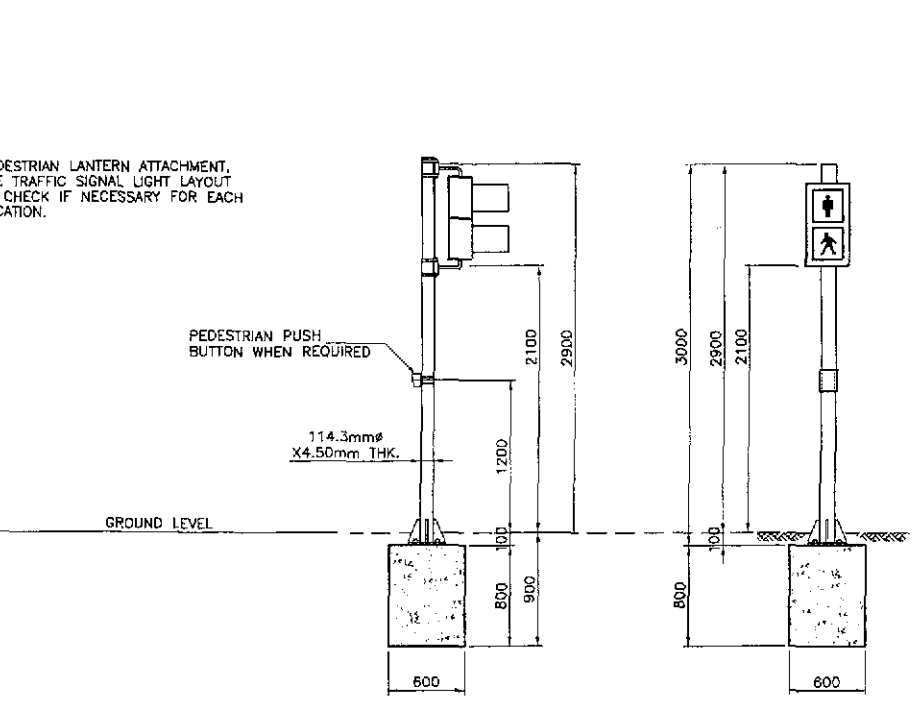 DESTRIAN LANTERN ATTACHMENT,
E TRAFFIC SIGNAL LIGHT LAYOUT
CHECK IF NECESSARY FOR EACH
CATION.
PEDESTRIAN PUSH
BUTTON WHEN REQUIRED
114.3mmø
X4.50mm THK.
GROUND LEVEL
1200
2100
2900
100
800
900
600
3000
2900
2100
100
800
600